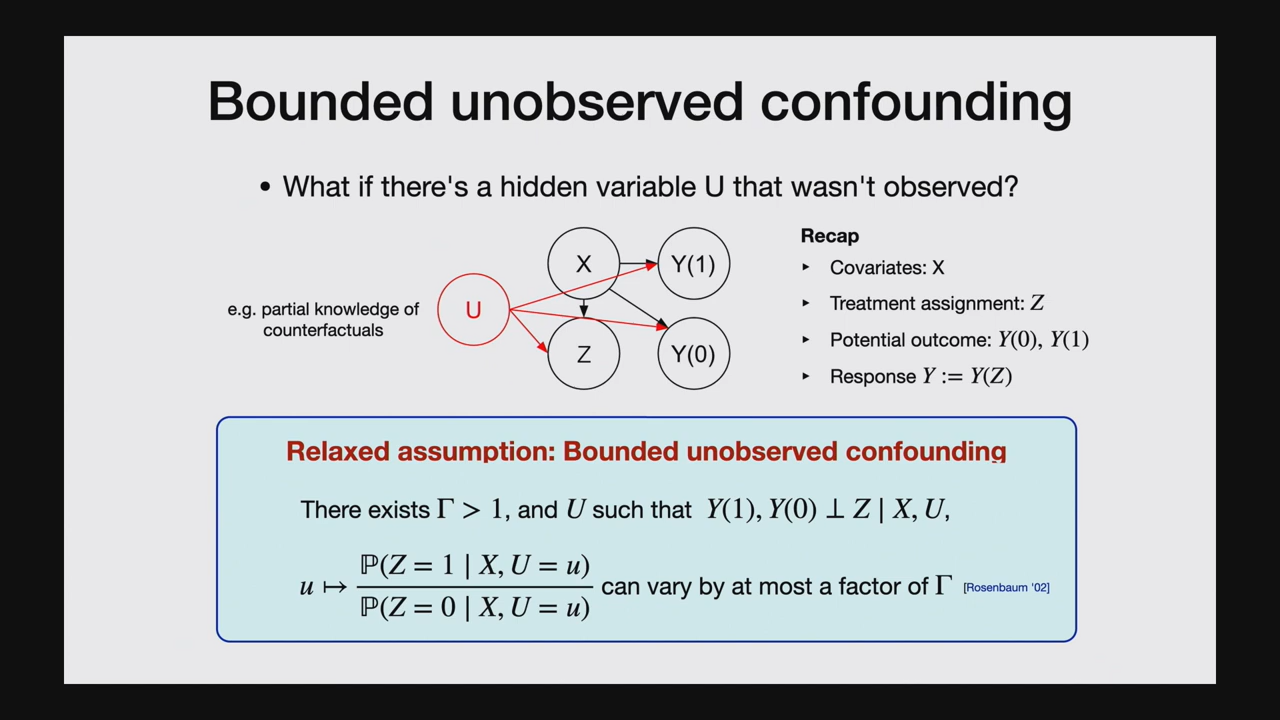 Bounded unobserved confounding
• What if there's a hidden variable U that wasn't observed?
e.g. partial knowledge of
counterfactuals
U
X
Y(1)
Z
Y(0)
Recap
‣ Covariates: X
‣ Treatment assignment: Z
‣ Potential outcome: Y(0), Y(1)
‣ Response Y := Y(Z)
Relaxed assumption: Bounded unobserved confounding
There exists Γ > 1, and U such that Y(1), Y(0) ⊥ Z | X, U,
ℙ(Z = 1 | X, U = u)
u ↦ can vary by at most a factor of Γ [Rosenbaum '02]
ℙ(Z = 0 | X, U = u)